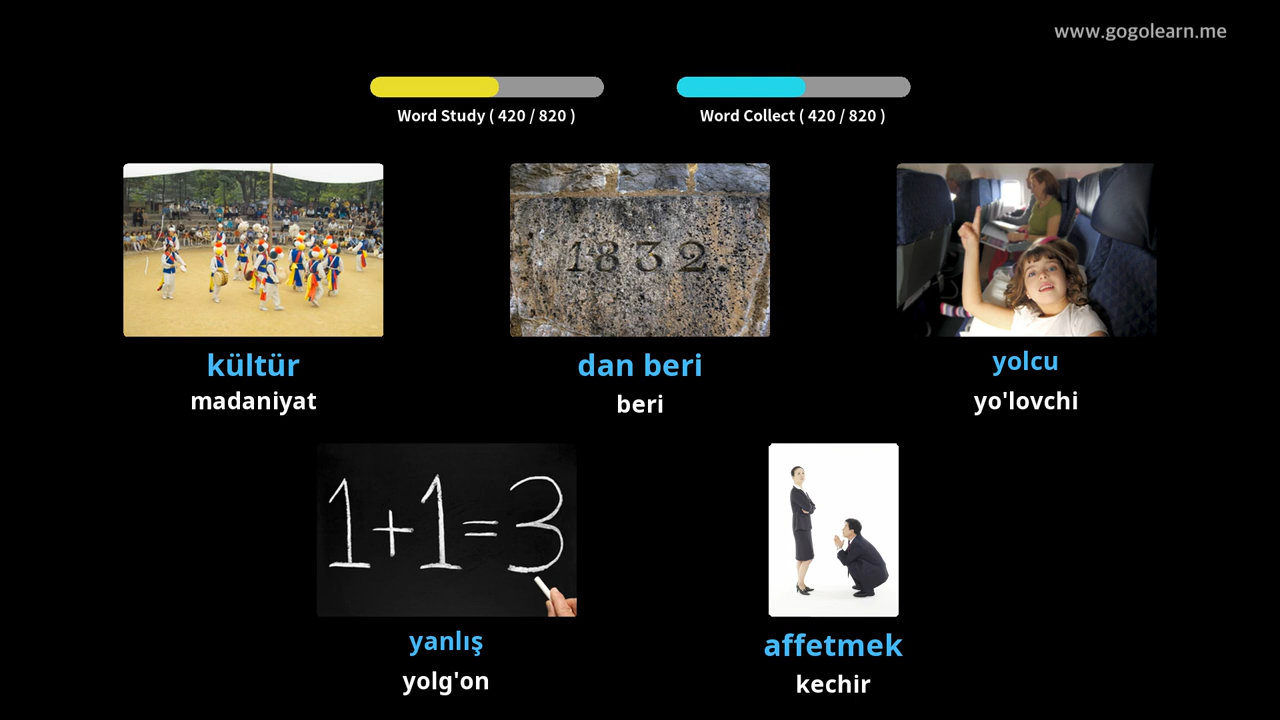 www.gogolearn.me
Word Study ( 420 / 820 )
Word Collect ( 420 / 820 )
1832
kültür
madaniyat
dan beri
beri
yolcu
yo'lovchi
1+1=3
yanlış
yolg'on
affetmek
kechir